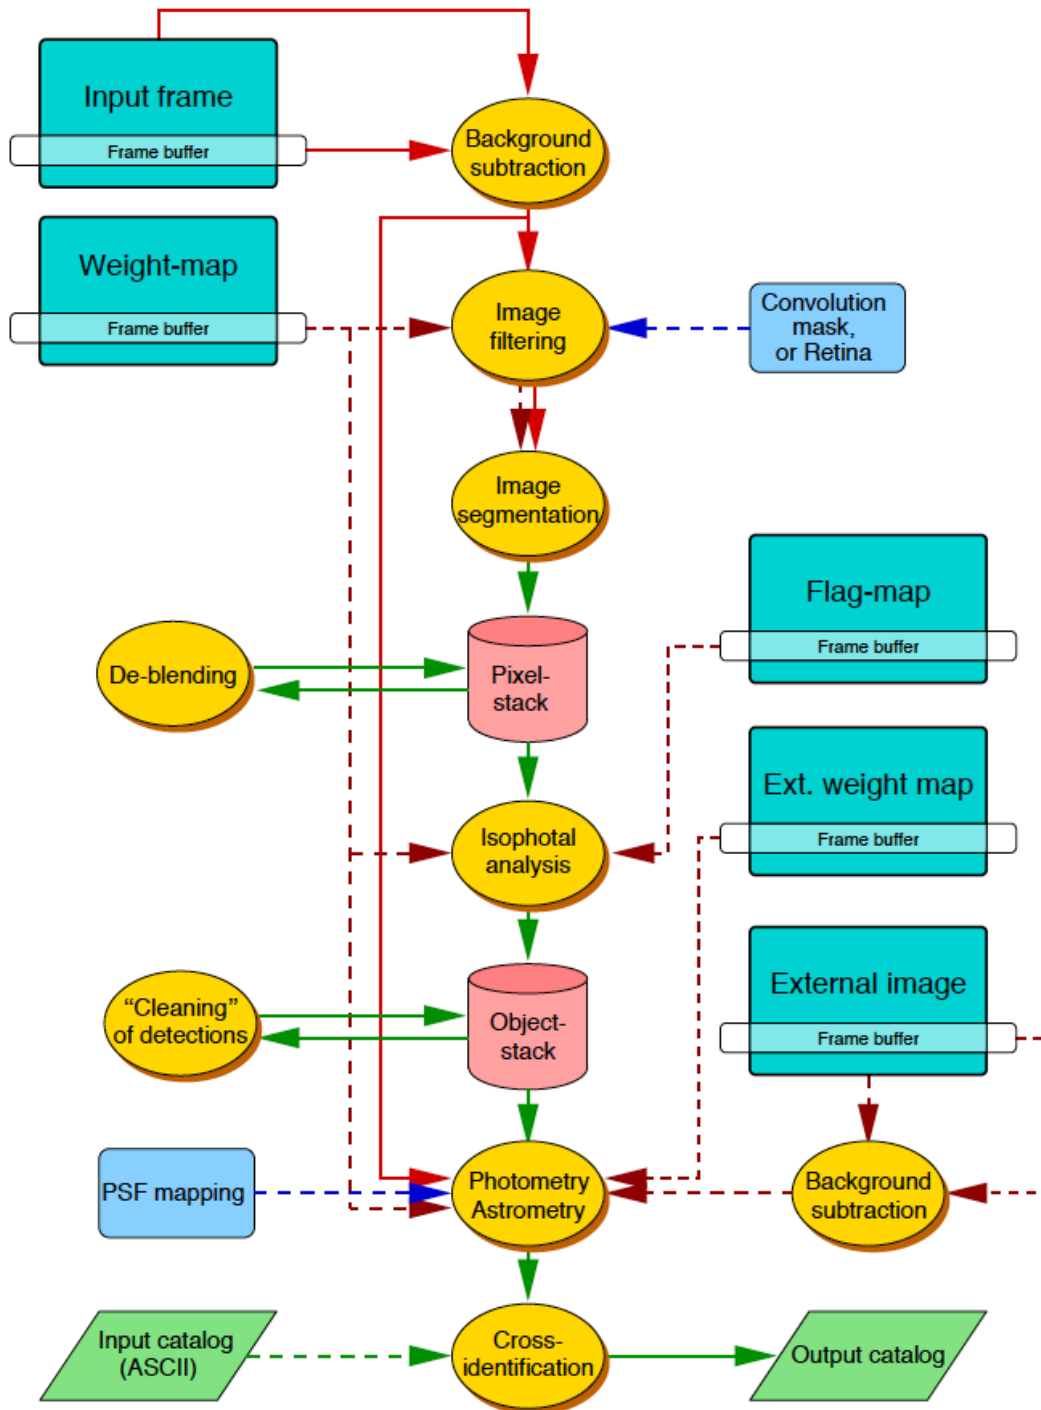 Input frame
Frame buffer
Background
subtraction
Weight-map
Frame buffer
Image
filtering
Convolution
mask,
or Retina
Image
segmentation
Flag-map
Frame buffer
De-blending
Pixel-
stack
Ext. weight map
Frame buffer
Isophotal
analysis
External image
Frame buffer
“Cleaning”
of detections
Object-
stack
PSF mapping
Photometry
Astrometry
Background
subtraction
Input catalog
(ASCII)
Cross-
identification
Output catalog